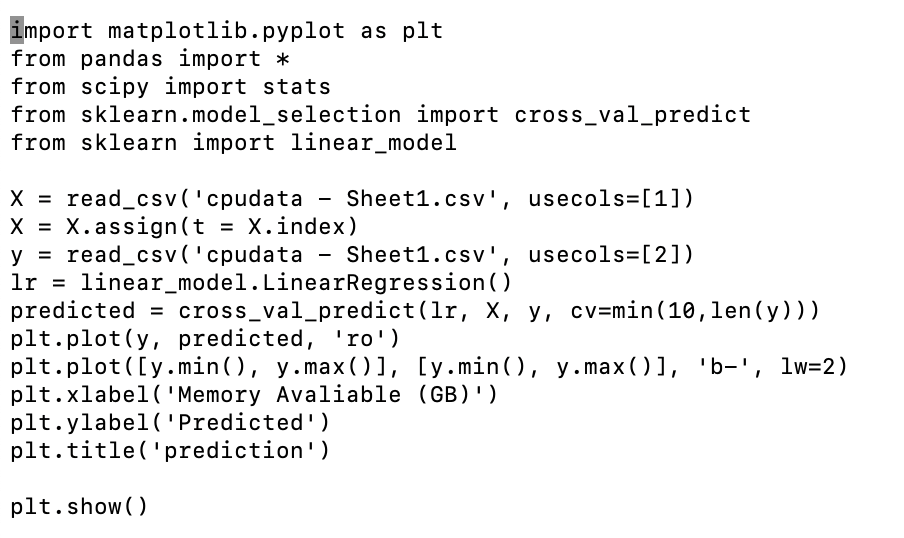 import matplotlib.pyplot as plt
from pandas import *
from scipy import stats
from sklearn.model_selection import cross_val_predict
from sklearn import linear_model
X = read_csv('cpudata – Sheet1.csv', usecols=[1])
X = X.assign(t = X.index)
y = read_csv('cpudata – Sheet1.csv', usecols=[2])
lr = linear_model.LinearRegression()
predicted = cross_val_predict(lr, X, y, cv=min(10,len(y)))
plt.plot(y, predicted, 'ro')
plt.plot([y.min(), y.max()], [y.min(), y.max()], 'b-', lw=2)
plt.xlabel('Memory Avaliable (GB)')
plt.ylabel('Predicted')
plt.title('prediction')
plt.show()